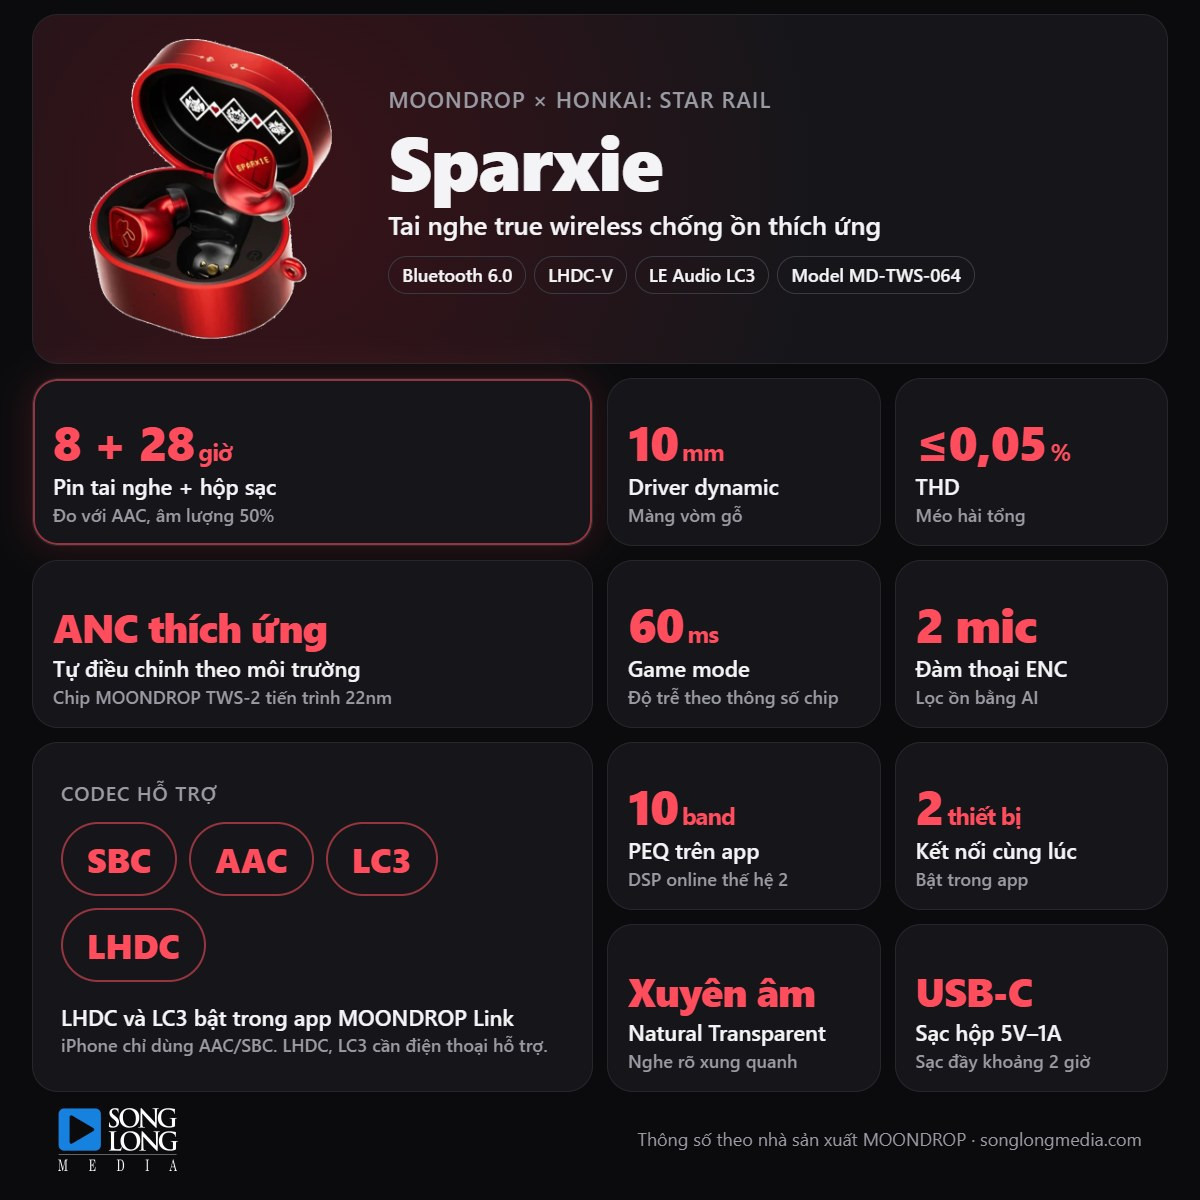 MOONDROP × HONKAI: STAR RAIL
Sparxie
Tai nghe true wireless chống ồn thích ứng
Bluetooth 6.0
LHDC-V
LE Audio LC3
Model MD-TWS-064
SPARXIE
8 + 28 giờ
Pin tai nghe + hộp sạc
Đo với AAC, âm lượng 50%
10 mm
Driver dynamic
Màng vòm gỗ
≤0,05 %
THD
Méo hài tổng
ANC thích ứng
Tự điều chỉnh theo môi trường
Chip MOONDROP TWS-2 tiến trình 22nm
60 ms
Game mode
Độ trễ theo thông số chip
2 mic
Đàm thoại ENC
Lọc ồn bằng AI
CODEC HỖ TRỢ
SBC
AAC
LC3
LHDC
LHDC và LC3 bật trong app MOONDROP Link
iPhone chỉ dùng AAC/SBC. LHDC, LC3 cần điện thoại hỗ trợ.
10 band
PEQ trên app
DSP online thế hệ 2
2 thiết bị
Kết nối cùng lúc
Bật trong app
Xuyên âm
Natural Transparent
Nghe rõ xung quanh
USB-C
Sạc hộp 5V–1A
Sạc đầy khoảng 2 giờ
SONG
LONG
MEDIA
Thông số theo nhà sản xuất MOONDROP · songlongmedia.com